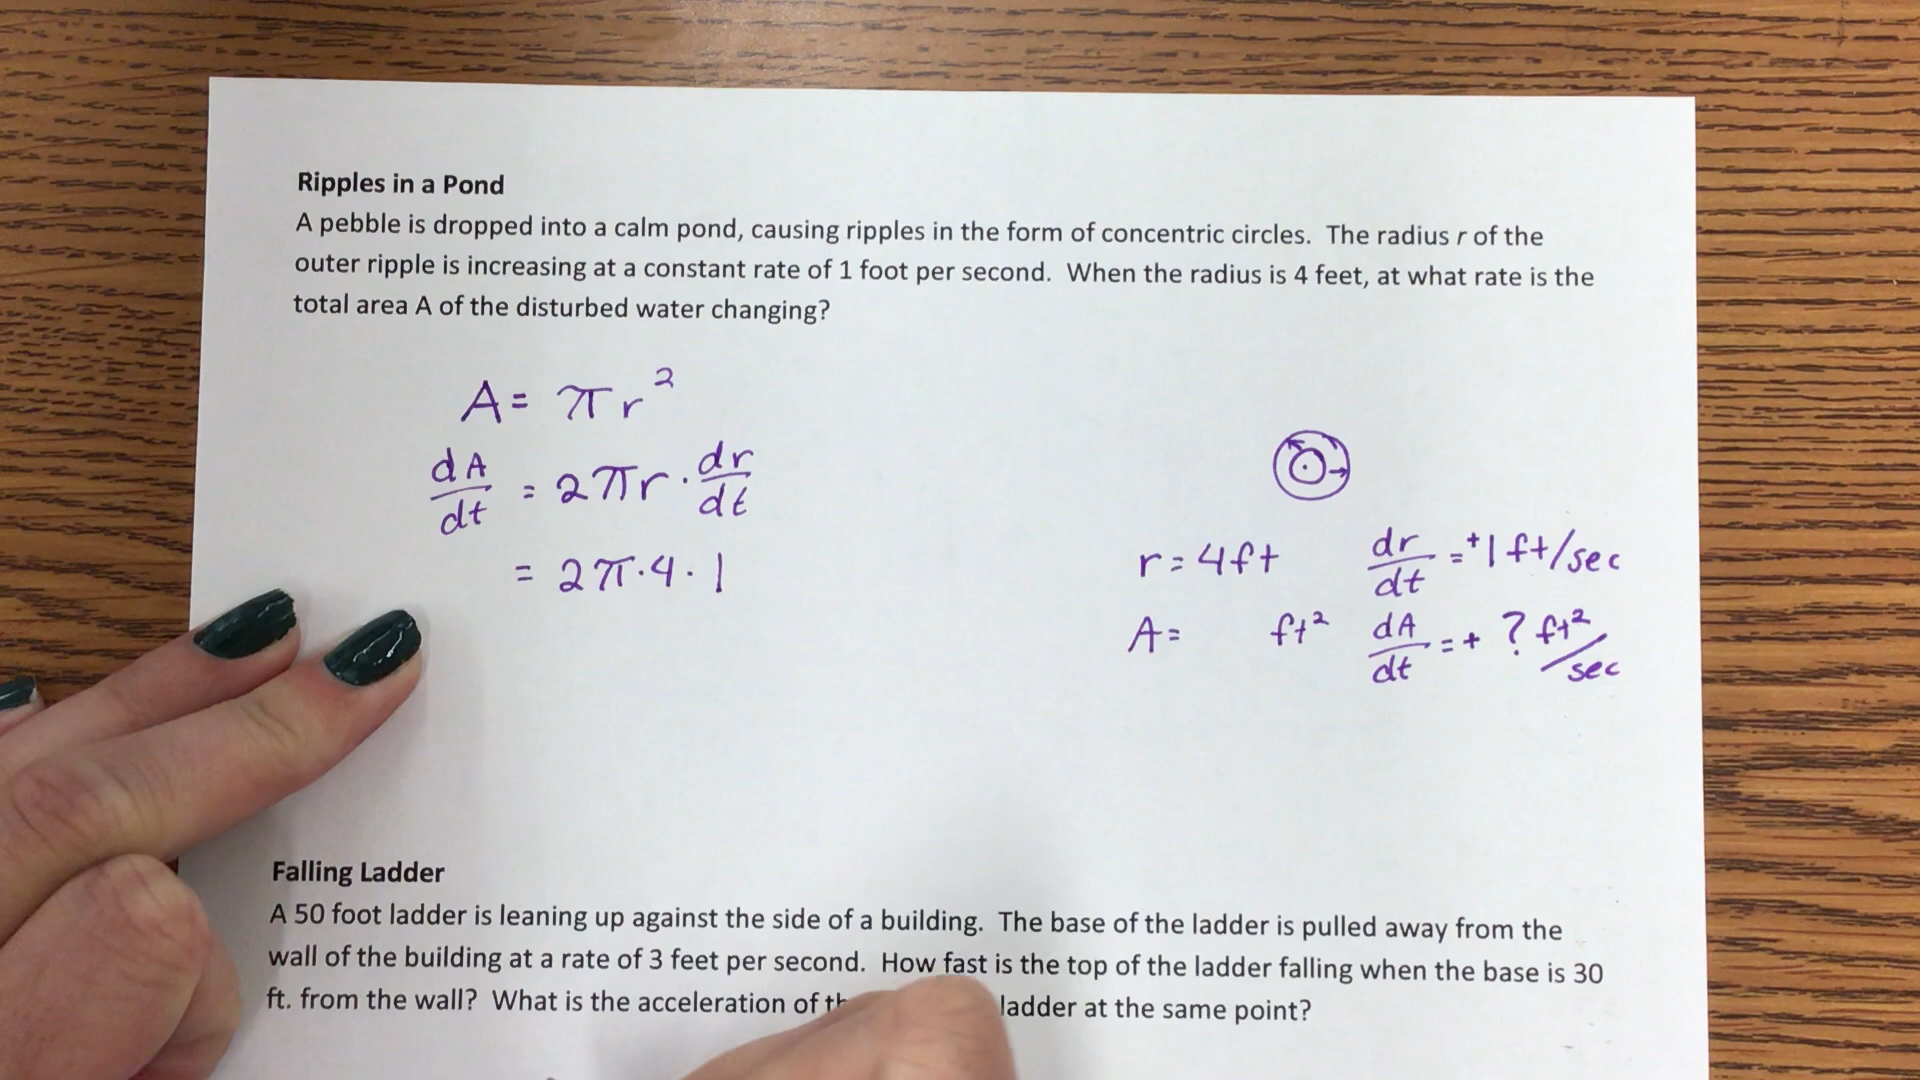 Ripples in a Pond
A pebble is dropped into a calm pond, causing ripples in the form of concentric circles. The radius r of the
outer ripple is increasing at a constant rate of 1 foot per second. When the radius is 4 feet, at what rate is the
total area A of the disturbed water changing?
A = πr²
dA/dt = 2πr · dr/dt
= 2π·4·1
r = 4ft dr/dt = +1 ft/sec
A = ft² dA/dt = + ? ft²/sec
Falling Ladder
A 50 foot ladder is leaning up against the side of a building. The base of the ladder is pulled away from the
wall of the building at a rate of 3 feet per second. How fast is the top of the ladder falling when the base is 30
ft. from the wall? What is the acceleration of ladder at the same point?